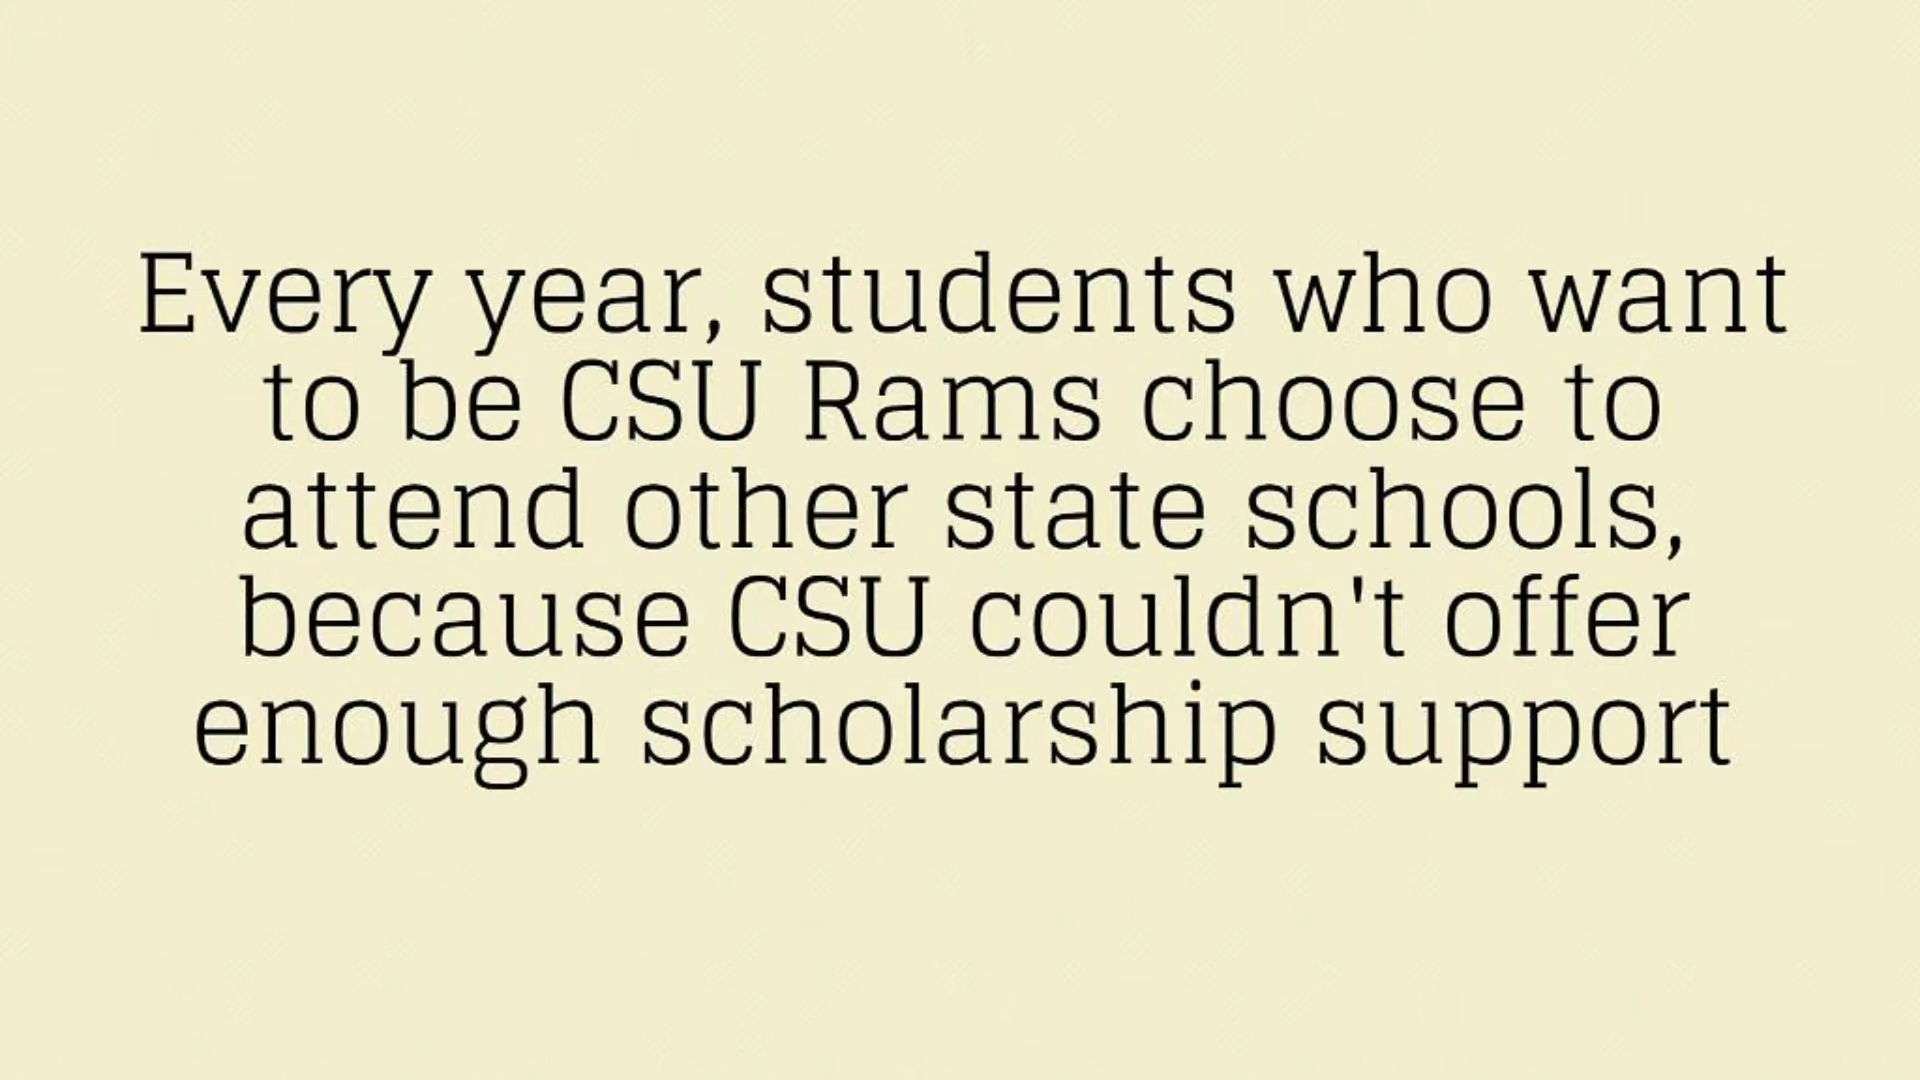 Every year, students who want
to be CSU Rams choose to
attend other state schools,
because CSU couldn't offer
enough scholarship support